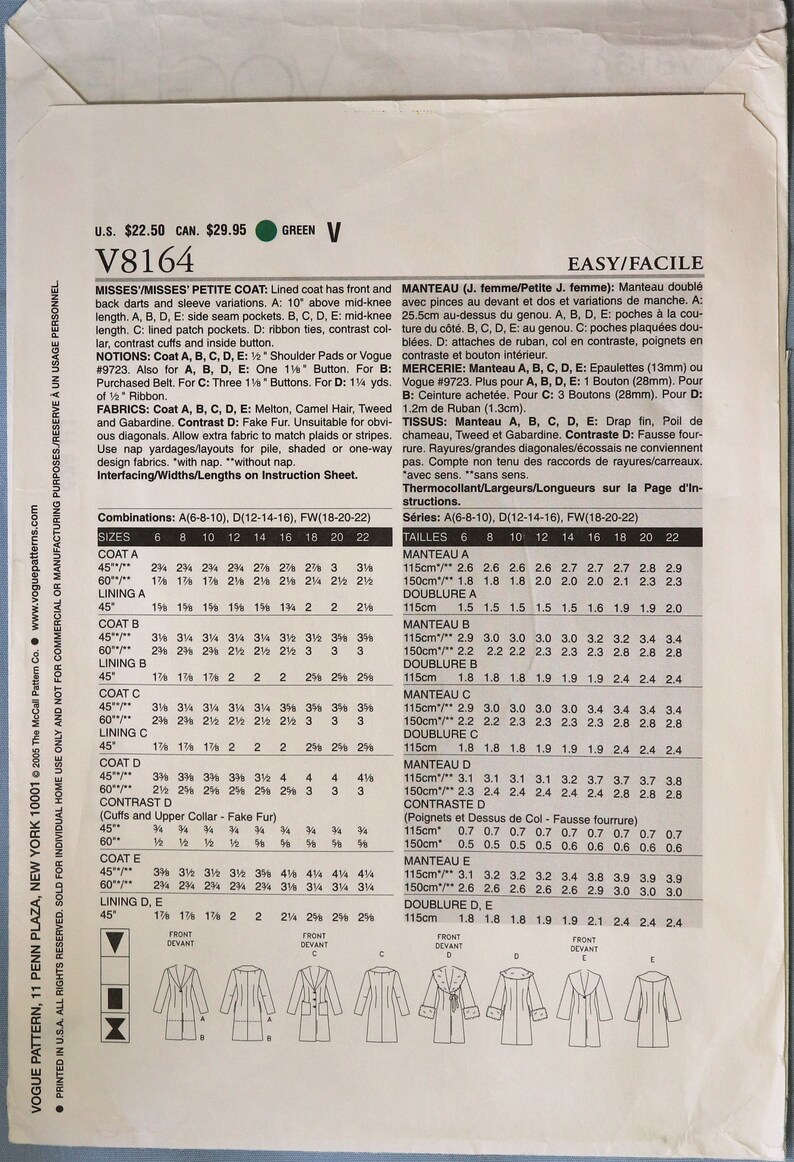 U.S. $22.50 CAN. $29.95 GREEN V
V8164
EASY/FACILE
MISSES'/MISSES' PETITE COAT: Lined coat has front and
back darts and sleeve variations. A: 10" above mid-knee
length. A, B, D, E: side seam pockets. B, C, D, E: mid-knee
length. C: lined patch pockets. D: ribbon ties, contrast col-
lar, contrast cuffs and inside button.
NOTIONS: Coat A, B, C, D, E: ½" Shoulder Pads or Vogue
#9723. Also for A, B, D, E: One 1⅛" Button. For B:
Purchased Belt. For C: Three 1⅛" Buttons. For D: 1¼ yds.
of ½" Ribbon.
FABRICS: Coat A, B, C, D, E: Melton, Camel Hair, Tweed
and Gabardine. Contrast D: Fake Fur. Unsuitable for obvi-
ous diagonals. Allow extra fabric to match plaids or stripes.
Use nap yardages/layouts for pile, shaded or one-way
design fabrics. *with nap. **without nap.
Interfacing/Widths/Lengths on Instruction Sheet.
Combinations: A(6-8-10), D(12-14-16), FW(18-20-22)
SIZES 6 8 10 12 14 16 18 20 22
COAT A
45"*/** 2¾ 2¾ 2¾ 2¾ 2⅞ 2⅞ 2⅞ 3 3⅛
60"*/** 1⅞ 1⅞ 1⅞ 2⅛ 2⅛ 2⅛ 2¼ 2½ 2½
LINING A
45" 1⅝ 1⅝ 1⅝ 1⅝ 1⅝ 1¾ 2 2 2⅛
COAT B
45"*/** 3⅛ 3¼ 3¼ 3¼ 3¼ 3½ 3½ 3⅝ 3⅝
60"*/** 2⅜ 2⅜ 2⅜ 2½ 2½ 2½ 3 3 3
LINING B
45" 1⅞ 1⅞ 1⅞ 2 2 2 2⅝ 2⅝ 2⅝
COAT C
45"*/** 3⅛ 3¼ 3¼ 3¼ 3¼ 3⅝ 3⅝ 3⅝ 3⅝
60"*/** 2⅜ 2⅜ 2½ 2½ 2½ 2½ 3 3 3
LINING C
45" 1⅞ 1⅞ 1⅞ 2 2 2 2⅝ 2⅝ 2⅝
COAT D
45"*/** 3⅜ 3⅜ 3⅜ 3⅜ 3½ 4 4 4 4⅛
60"*/** 2½ 2⅝ 2⅝ 2⅝ 2⅝ 2⅝ 3 3 3
CONTRAST D
(Cuffs and Upper Collar - Fake Fur)
45"* ¾ ¾ ¾ ¾ ¾ ¾ ¾ ¾ ¾
60"* ½ ½ ½ ½ ⅝ ⅝ ⅝ ⅝ ⅝
COAT E
45"*/** 3⅜ 3½ 3½ 3½ 3⅝ 4⅛ 4¼ 4¼ 4¼
60"*/** 2¾ 2¾ 2¾ 2¾ 2¾ 3⅛ 3¼ 3¼ 3¼
LINING D, E
45" 1⅞ 1⅞ 1⅞ 2 2 2¼ 2⅝ 2⅝ 2⅝
MANTEAU (J. femme/Petite J. femme): Manteau doublé
avec pinces au devant et dos et variations de manche. A:
25.5cm au-dessus du genou. A, B, D, E: poches à la cou-
ture du côté. B, C, D, E: au genou. C: poches plaquées dou-
blées. D: attaches de ruban, col en contraste, poignets en
contraste et bouton intérieur.
MERCERIE: Manteau A, B, C, D, E: Epaulettes (13mm) ou
Vogue #9723. Plus pour A, B, D, E: 1 Bouton (28mm). Pour
B: Ceinture achetée. Pour C: 3 Boutons (28mm). Pour D:
1.2m de Ruban (1.3cm).
TISSUS: Manteau A, B, C, D, E: Drap fin, Poil de
chameau, Tweed et Gabardine. Contraste D: Fausse four-
rure. Rayures/grandes diagonales/écossais ne conviennent
pas. Compte non tenu des raccords de rayures/carreaux.
*avec sens. **sans sens.
Thermocollant/Largeurs/Longueurs sur la Page d'In-
structions.
Séries: A(6-8-10), D(12-14-16), FW(18-20-22)
TAILLES 6 8 10 12 14 16 18 20 22
MANTEAU A
115cm*/** 2.6 2.6 2.6 2.6 2.7 2.7 2.7 2.8 2.9
150cm*/** 1.8 1.8 1.8 2.0 2.0 2.0 2.1 2.3 2.3
DOUBLURE A
115cm 1.5 1.5 1.5 1.5 1.5 1.6 1.9 1.9 2.0
MANTEAU B
115cm*/** 2.9 3.0 3.0 3.0 3.0 3.2 3.2 3.4 3.4
150cm*/** 2.2 2.2 2.2 2.3 2.3 2.3 2.8 2.8 2.8
DOUBLURE B
115cm 1.8 1.8 1.8 1.9 1.9 1.9 2.4 2.4 2.4
MANTEAU C
115cm*/** 2.9 3.0 3.0 3.0 3.0 3.4 3.4 3.4 3.4
150cm*/** 2.2 2.2 2.3 2.3 2.3 2.3 2.8 2.8 2.8
DOUBLURE C
115cm 1.8 1.8 1.8 1.9 1.9 1.9 2.4 2.4 2.4
MANTEAU D
115cm*/** 3.1 3.1 3.1 3.1 3.2 3.7 3.7 3.7 3.8
150cm*/** 2.3 2.4 2.4 2.4 2.4 2.4 2.8 2.8 2.8
CONTRASTE D
(Poignets et Dessus de Col - Fausse fourrure)
115cm* 0.7 0.7 0.7 0.7 0.7 0.7 0.7 0.7 0.7
150cm* 0.5 0.5 0.5 0.5 0.6 0.6 0.6 0.6 0.6
MANTEAU E
115cm*/** 3.1 3.2 3.2 3.2 3.4 3.8 3.9 3.9 3.9
150cm*/** 2.6 2.6 2.6 2.6 2.6 2.9 3.0 3.0 3.0
DOUBLURE D, E
115cm 1.8 1.8 1.8 1.9 1.9 2.1 2.4 2.4 2.4
FRONT
DEVANT
A
B
A
B
FRONT
DEVANT
C
C
FRONT
DEVANT
D
D
FRONT
DEVANT
E
E
VOGUE PATTERN, 11 PENN PLAZA, NEW YORK 10001 © 2005 The McCall Pattern Co. ● www.voguepatterns.com
● PRINTED IN U.S.A. ALL RIGHTS RESERVED. SOLD FOR INDIVIDUAL HOME USE ONLY AND NOT FOR COMMERCIAL OR MANUFACTURING PURPOSES./RESERVE À UN USAGE PERSONNEL.